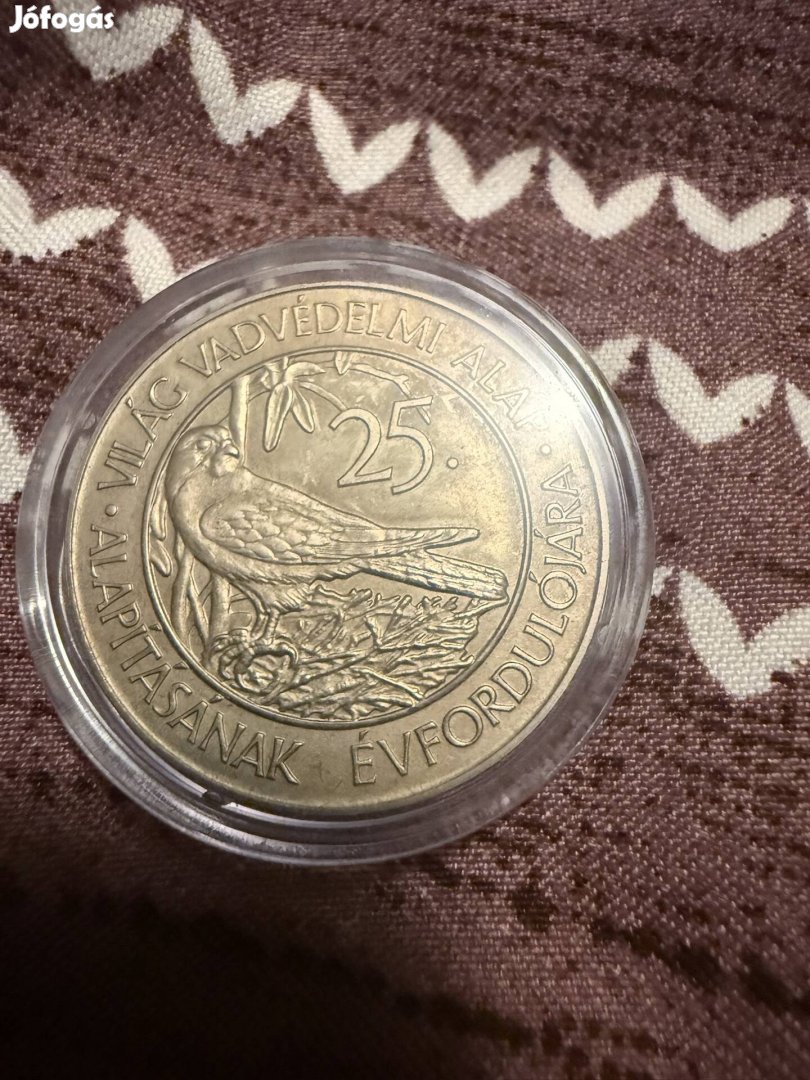 Jófogás
· VILÁG VADVÉDELMI ALAP ·
ALAPÍTÁSÁNAK ÉVFORDULÓJÁRA
25.